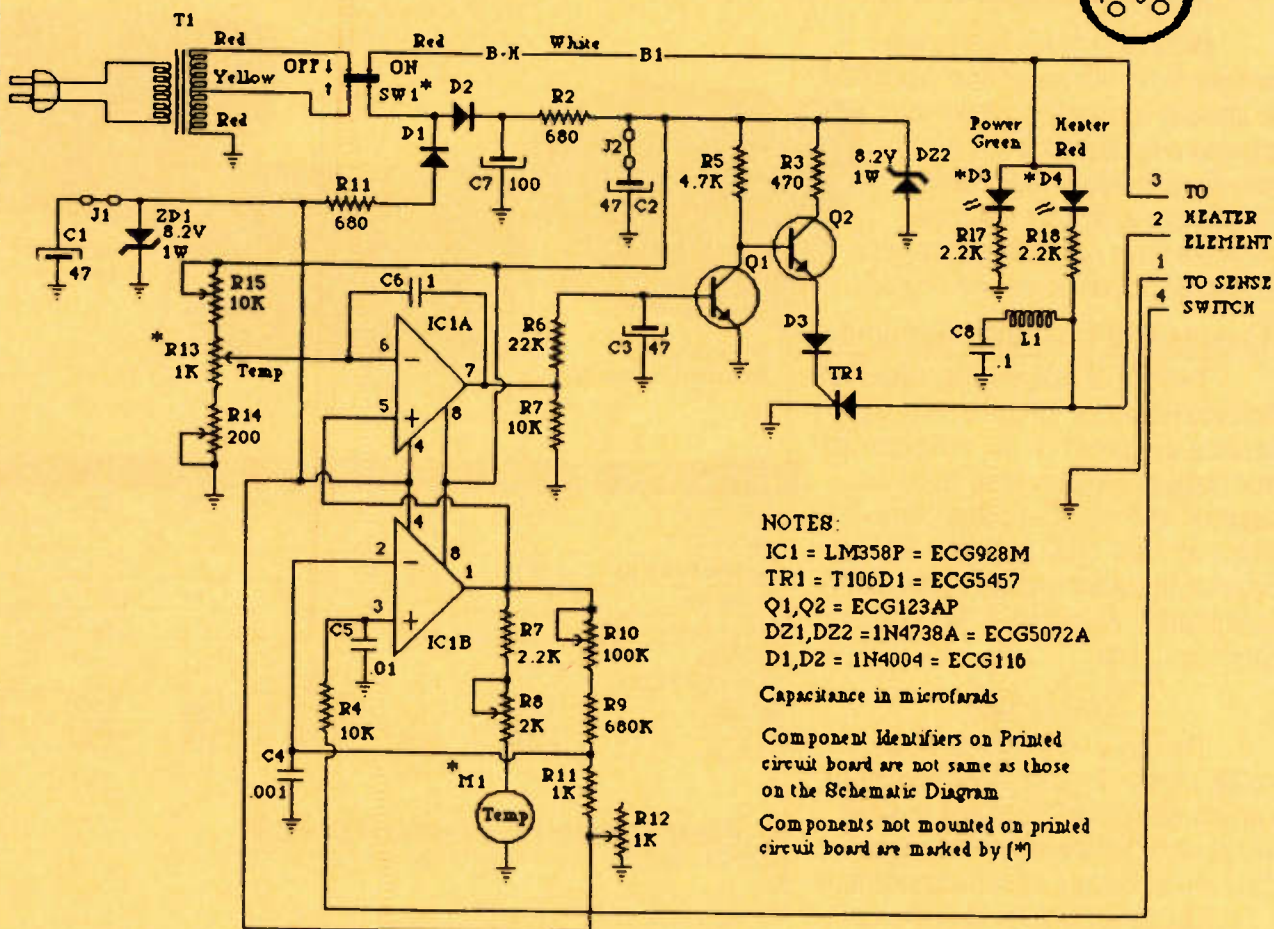 T1
Red
OFF
Yellow
Red
Red
B-H
White
B1
ON
SW1*
D2
D1
R2
680
J2
C7
100
47
C2
R5
4.7K
R3
470
8.2V
1W
DZ2
Power
Green
Heater
Red
*D3
*D4
R17
2.2K
R18
2.2K
3
TO
2
HEATER
ELEMENT
1
TO SENSE
4
SWITCH
J1
ZD1
8.2V
1W
R11
680
C1
47
R15
10K
*R13
1K
Temp
R14
200
C6
1
IC1A
6
5
7
8
4
R6
22K
R7
10K
C3
47
Q1
Q2
D3
TR1
C8
.1
L1
4
2
8
1
3
IC1B
C5
.01
R4
10K
C4
.001
R7
2.2K
R8
2K
*M1
Temp
R10
100K
R9
680K
R11
1K
R12
1K
NOTES:
IC1 = LM358P = ECG928M
TR1 = T106D1 = ECG5457
Q1,Q2 = ECG123AP
DZ1,DZ2 =1N4738A = ECG5072A
D1,D2 = 1N4004 = ECG116
Capacitance in microfarads
Component Identifiers on Printed
circuit board are not same as those
on the Schematic Diagram
Components not mounted on printed
circuit board are marked by (*)